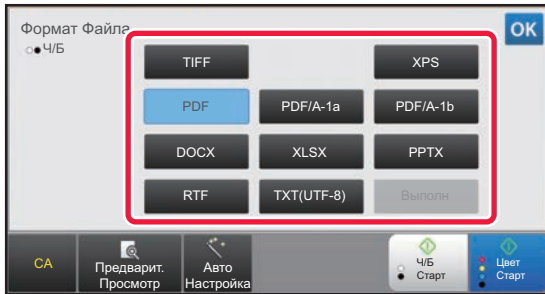 Формат Файла
OK
Ч/Б
TIFF
XPS
PDF
PDF/A-1a
PDF/A-1b
DOCX
XLSX
PPTX
RTF
TXT(UTF-8)
Выполн
CA
Предварит.
Просмотр
Авто
Настройка
Ч/Б
Старт
Цвет
Старт